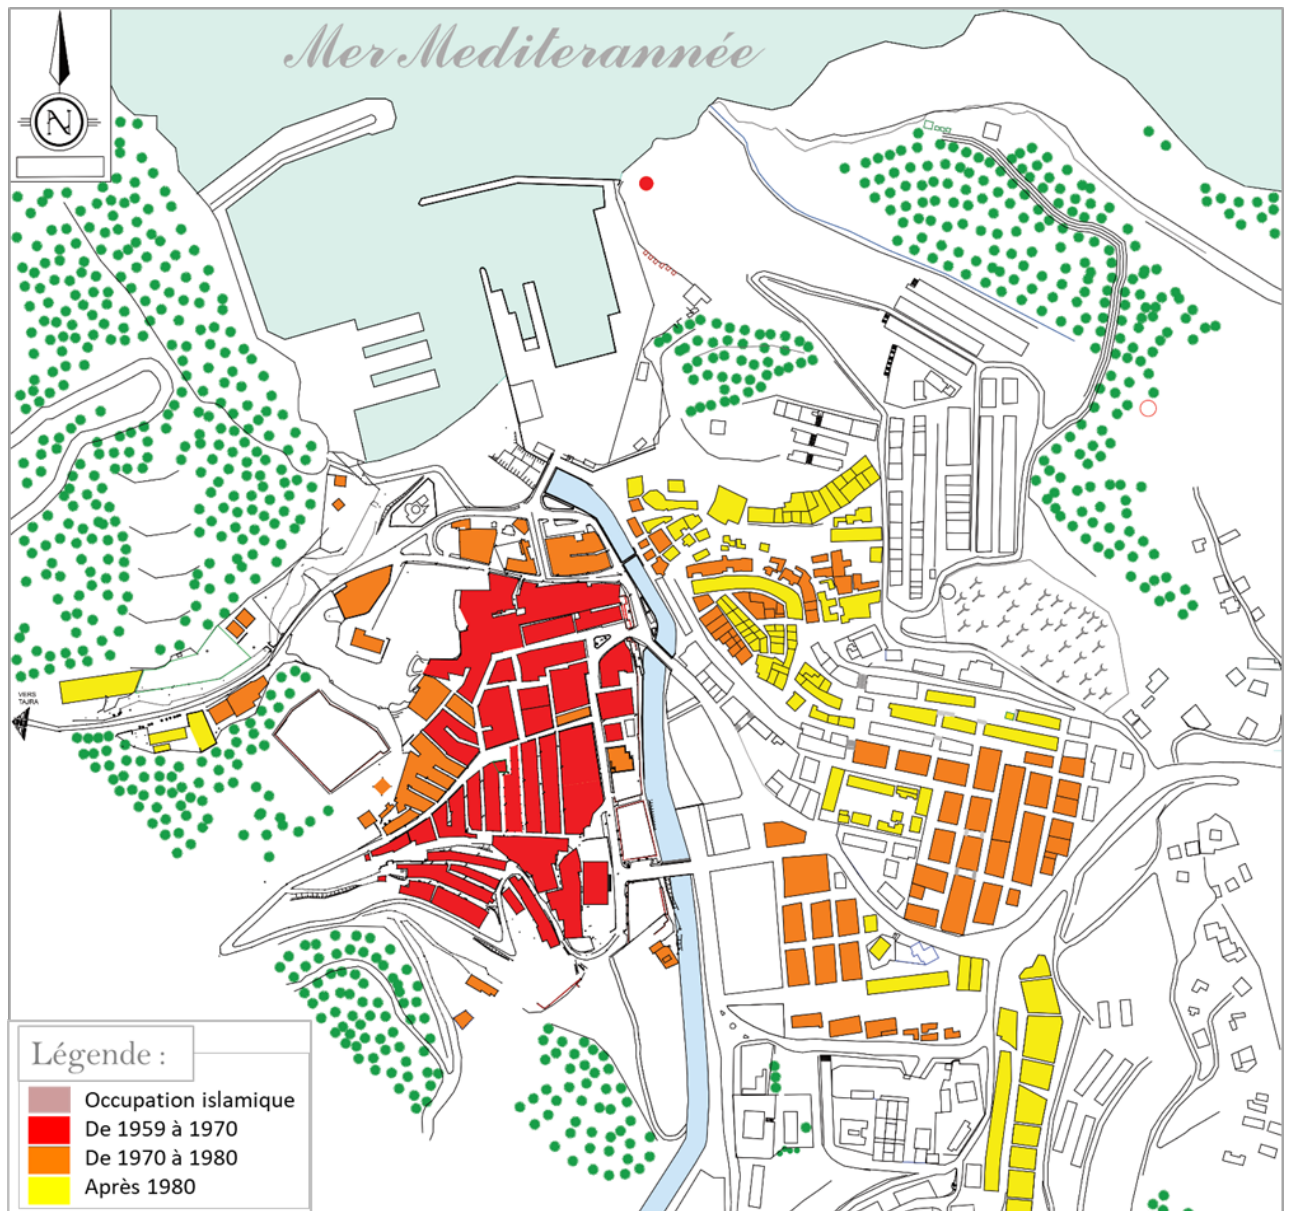 Mer Mediterannée
N
VERS
TAJRA
Légende :
Occupation islamique
De 1959 à 1970
De 1970 à 1980
Après 1980